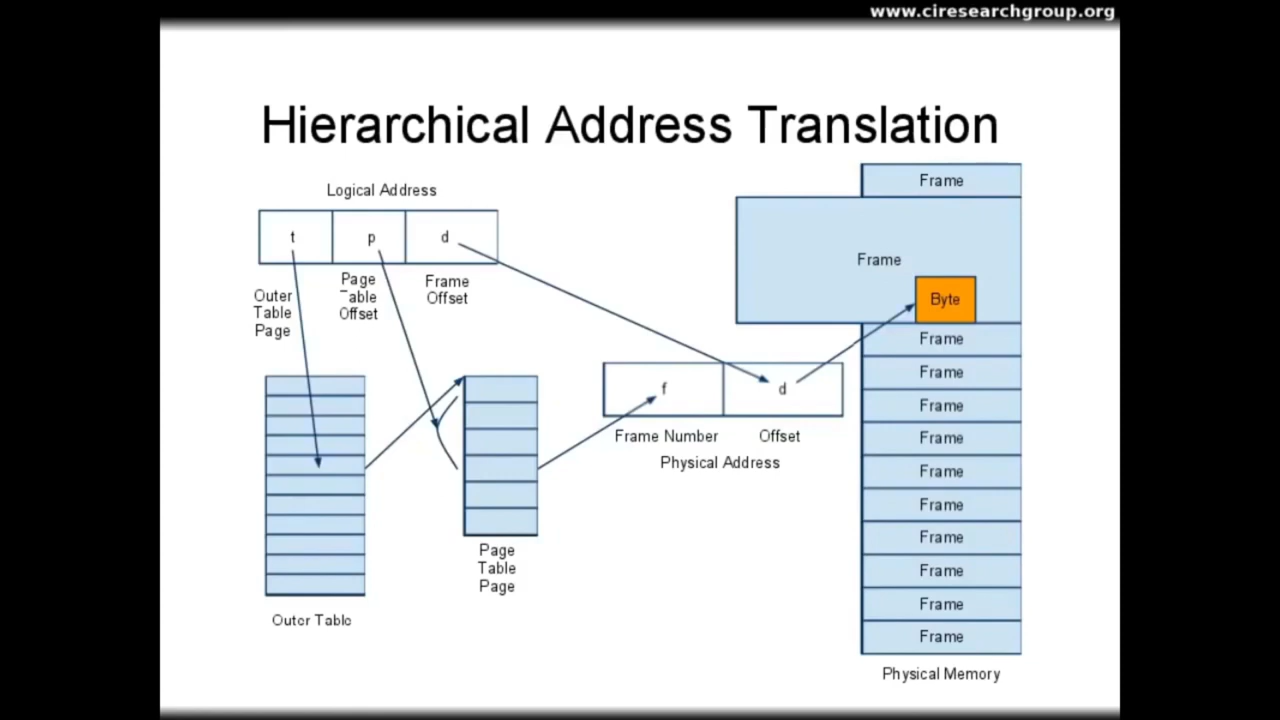 www.ciresearchgroup.org
Hierarchical Address Translation
Logical Address
t
p
d
Outer
Table
Page
Page
Table
Offset
Frame
Offset
Outer Table
Page
Table
Page
f
d
Frame Number
Offset
Physical Address
Frame
Frame
Byte
Frame
Frame
Frame
Frame
Frame
Frame
Frame
Frame
Frame
Frame
Physical Memory